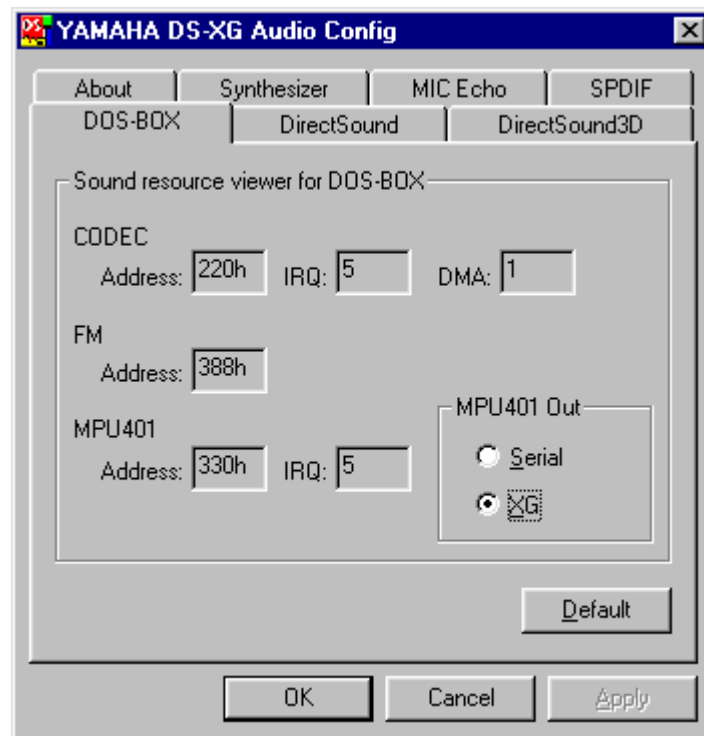 YAMAHA DS-XG Audio Config
About Synthesizer MIC Echo SPDIF
DOS-BOX DirectSound DirectSound3D
Sound resource viewer for DOS-BOX
CODEC
Address: 220h IRQ: 5 DMA: 1
FM
Address: 388h
MPU401
Address: 330h IRQ: 5
MPU401 Out
Serial
XG
Default
OK Cancel Apply